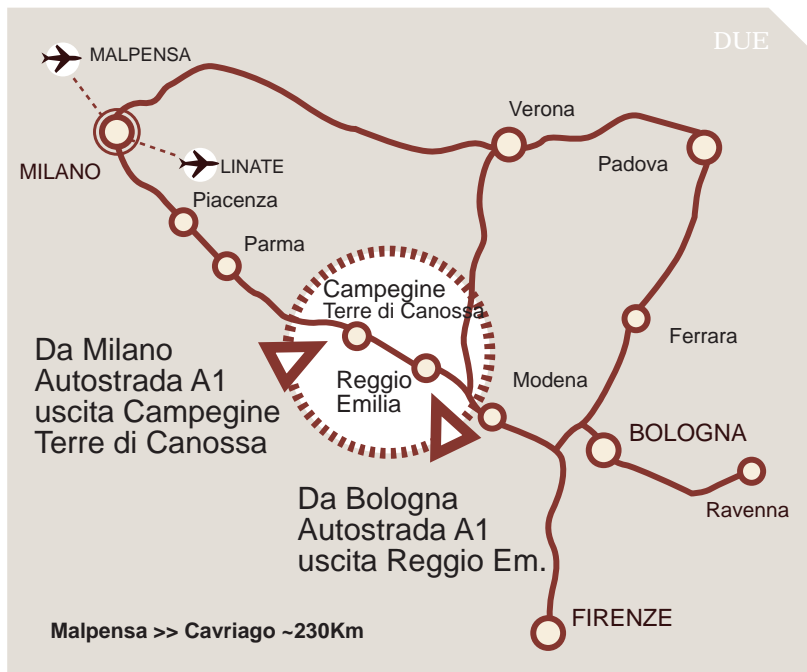 DUE
MALPENSA
Verona
Padova
MILANO
LINATE
Piacenza
Parma
Campegine
Terre di Canossa
Ferrara
Da Milano
Autostrada A1
uscita Campegine
Terre di Canossa
Reggio
Emilia
Modena
BOLOGNA
Ravenna
Da Bologna
Autostrada A1
uscita Reggio Em.
FIRENZE
Malpensa >> Cavriago ~230Km